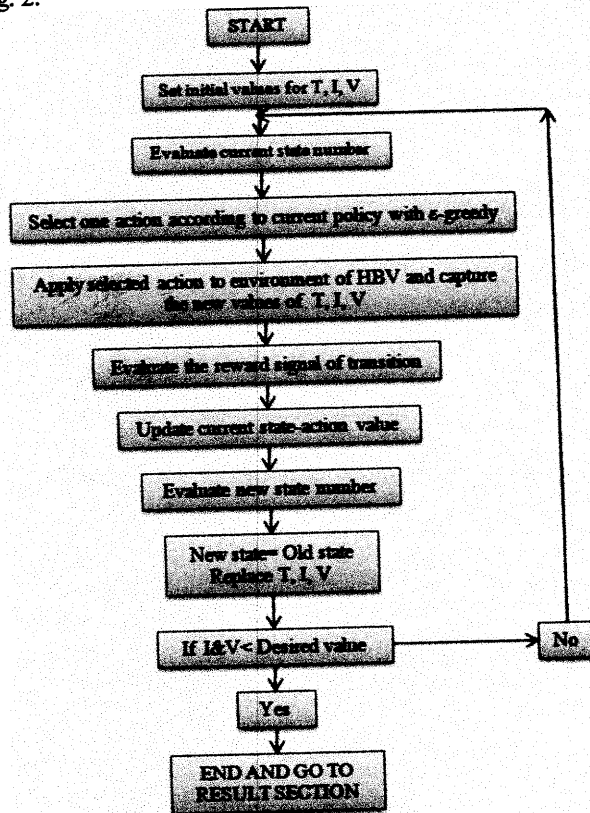 g. 2.
START
Set initial values for T, I, V
Evaluate current state number
Select one action according to current policy with ε-greedy
Apply selected action to environment of HBV and capture
the new values of T, I, V
Evaluate the reward signal of transition
Update current state-action value
Evaluate new state number
New state= Old state
Replace T, I, V
If I&V< Desired value
No
Yes
END AND GO TO
RESULT SECTION